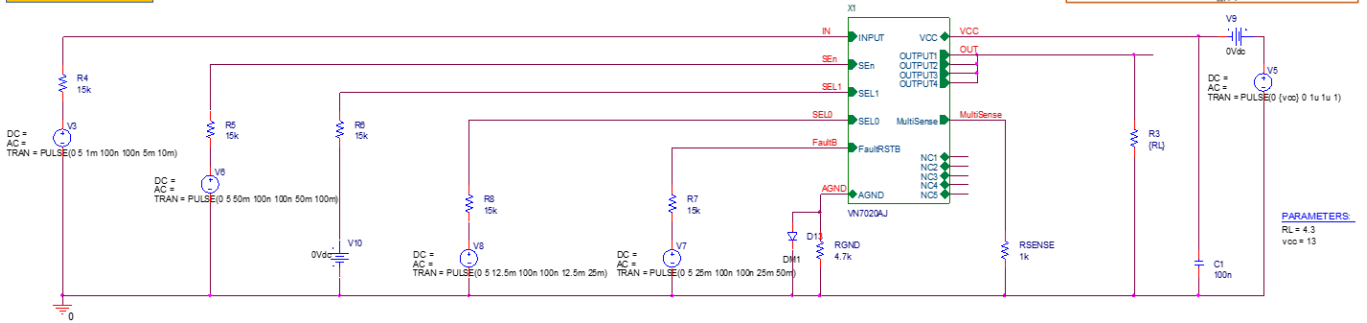 X1
VN7020AJ
IN
SEn
SEL1
SEL0
FaultB
AGND
INPUT
SEn
SEL1
SEL0
FaultRSTB
AGND
VCC
OUTPUT1
OUTPUT2
OUTPUT3
OUTPUT4
MultiSense
NC1
NC2
NC3
NC4
NC5
VCC
OUT
MultiSense
R4
15k
V3
DC =
AC =
TRAN = PULSE(0 5 1m 100n 100n 5m 10m)
R5
15k
V6
DC =
AC =
TRAN = PULSE(0 5 50m 100n 100n 50m 100m)
R6
15k
V10
0Vdc
R8
15k
V8
DC =
AC =
TRAN = PULSE(0 5 12.5m 100n 100n 12.5m 25m)
R7
15k
V7
DC =
AC =
TRAN = PULSE(0 5 25m 100n 100n 25m 50m)
DM1
RGND
4.7k
RSENSE
1k
R3
{RL}
C1
100n
V9
0Vdc
V5
DC =
AC =
TRAN = PULSE(0 {vcc} 0 1u 1u 1)
PARAMETERS:
RL = 4.3
vcc = 13
0